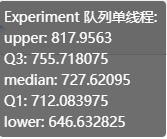 Experiment 队列单线程:
upper: 817.9563
Q3: 755.718075
median: 727.62095
Q1: 712.083975
lower: 646.632825